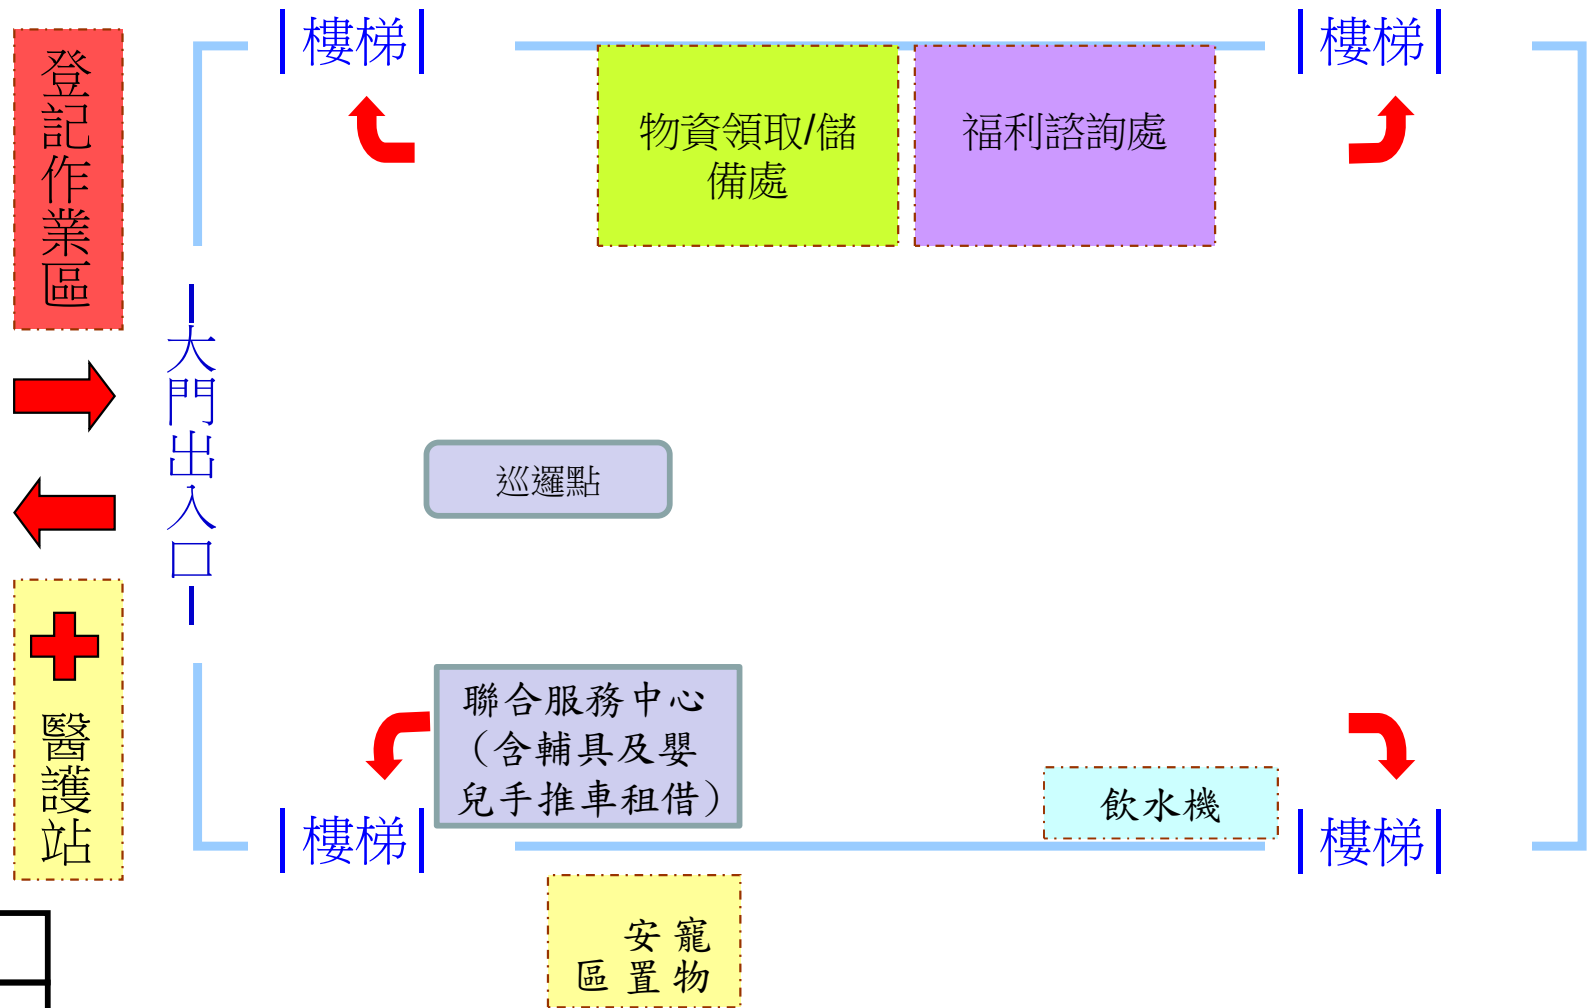 登記作業區
樓梯
樓梯
物資領取/儲
備處
福利諮詢處
大門出入口
巡邏點
醫護站
聯合服務中心
（含輔具及嬰
兒手推車租借）
飲水機
樓梯
樓梯
寵物
安置
區